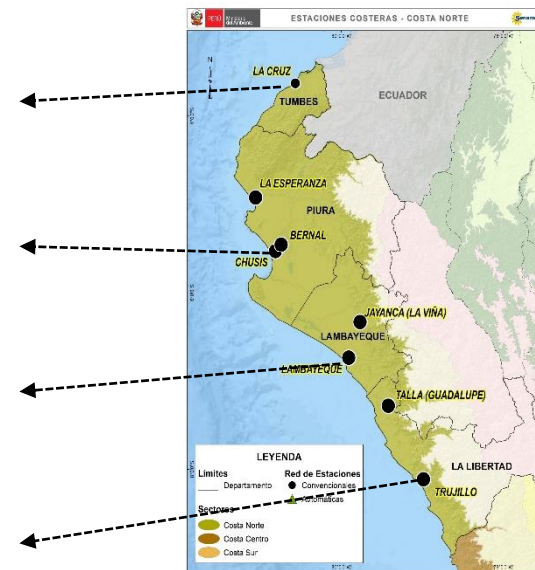 PERÚ Ministerio del Ambiente
ESTACIONES COSTERAS - COSTA NORTE
LA CRUZ
TUMBES
ECUADOR
LA ESPERANZA
PIURA
BERNAL
CHUSIS
JAYANCA (LA VIÑA)
LAMBAYEQUE
LAMBAYEQUE
TALLA (GUADALUPE)
LA LIBERTAD
TRUJILLO
LEYENDA
Límites
Departamento
Red de Estaciones
Convencionales
Automáticas
Sectores
Costa Norte
Costa Centro
Costa Sur